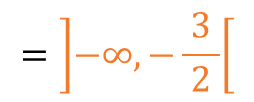 = ]−∞, − 3/2[